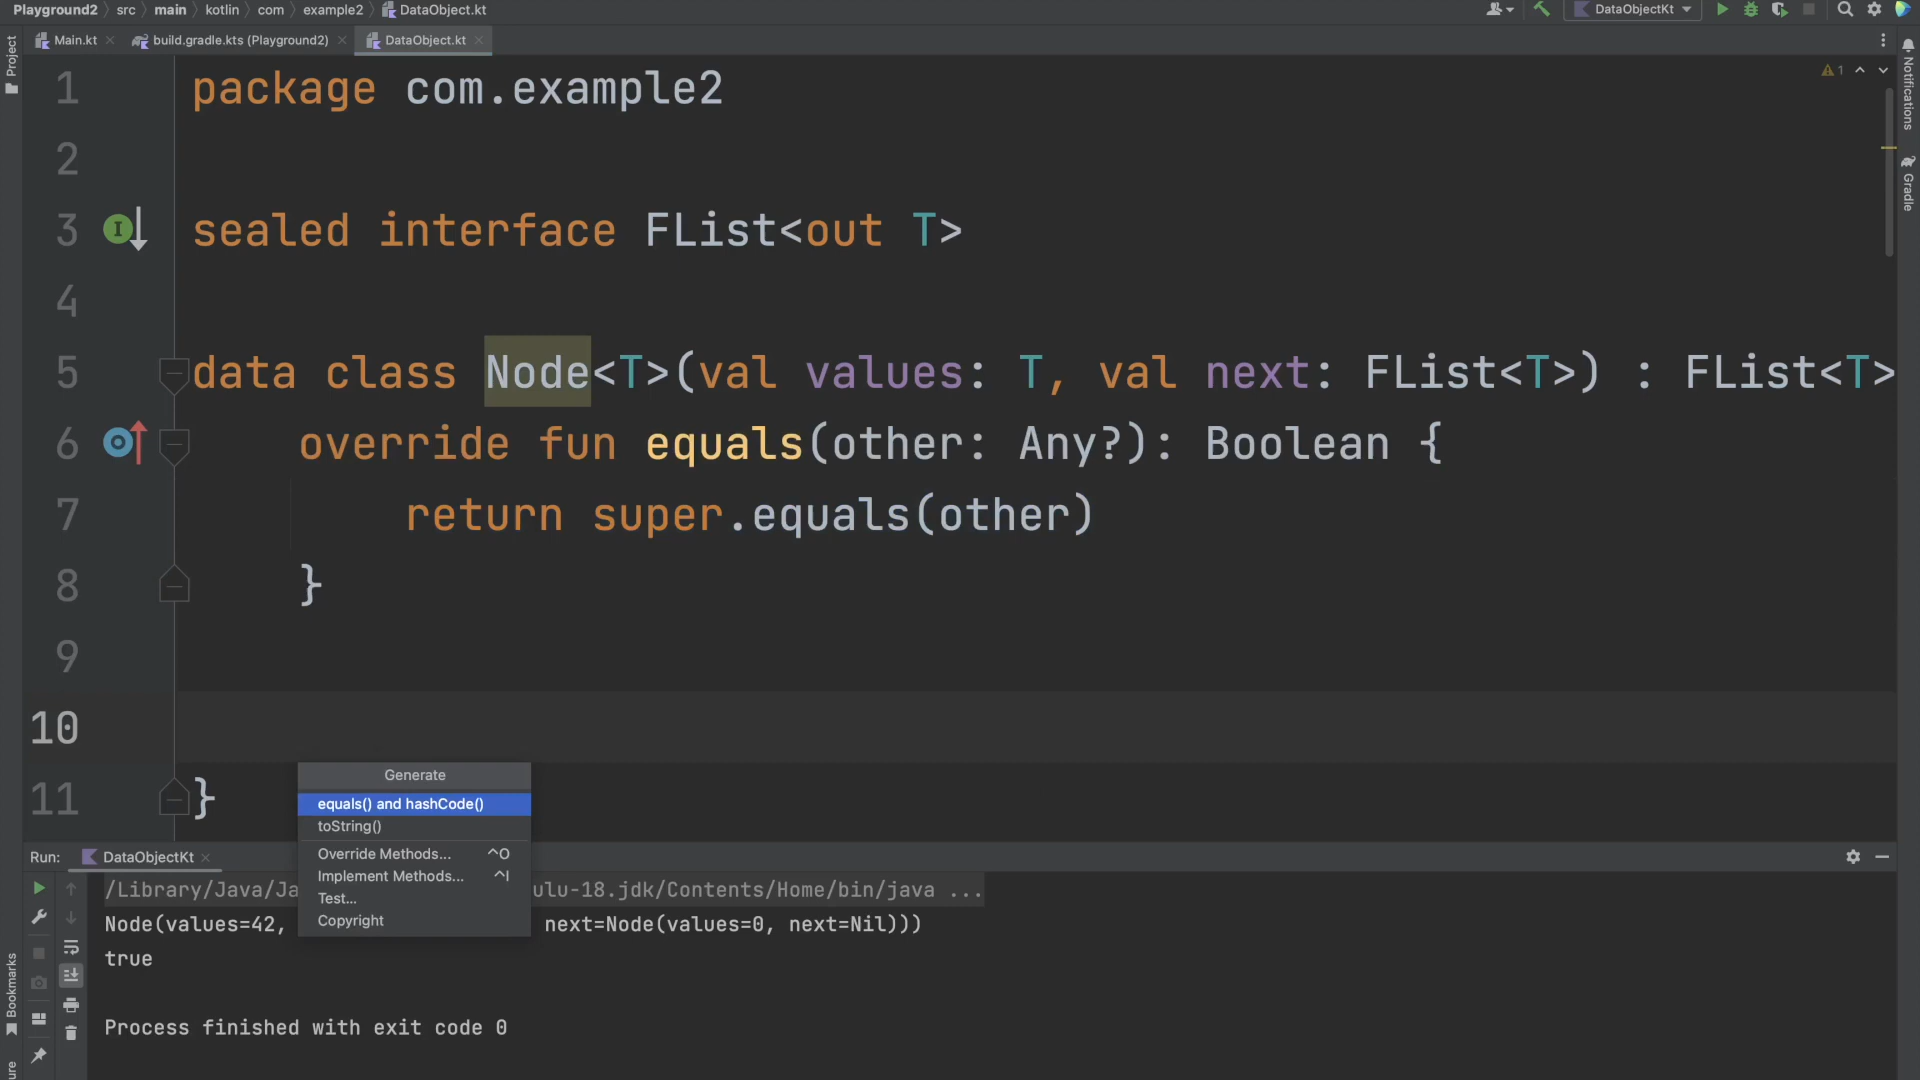 Playground2 src main kotlin com example2 DataObject.kt DataObjectKt
Main.kt build.gradle.kts (Playground2) DataObject.kt
Project
Notifications
Gradle
1
1 package com.example2
2
3 sealed interface FList<out T>
4
5 data class Node<T>(val values: T, val next: FList<T>) : FList<T>
6 override fun equals(other: Any?): Boolean {
7 return super.equals(other)
8 }
9
10
11 }
Generate
equals() and hashCode()
toString()
Override Methods... ^O
Implement Methods... ^I
Test...
Copyright
Run: DataObjectKt
/Library/Java/Ja ulu-18.jdk/Contents/Home/bin/java ...
Node(values=42, next=Node(values=0, next=Nil)))
true
Process finished with exit code 0
Bookmarks
ure